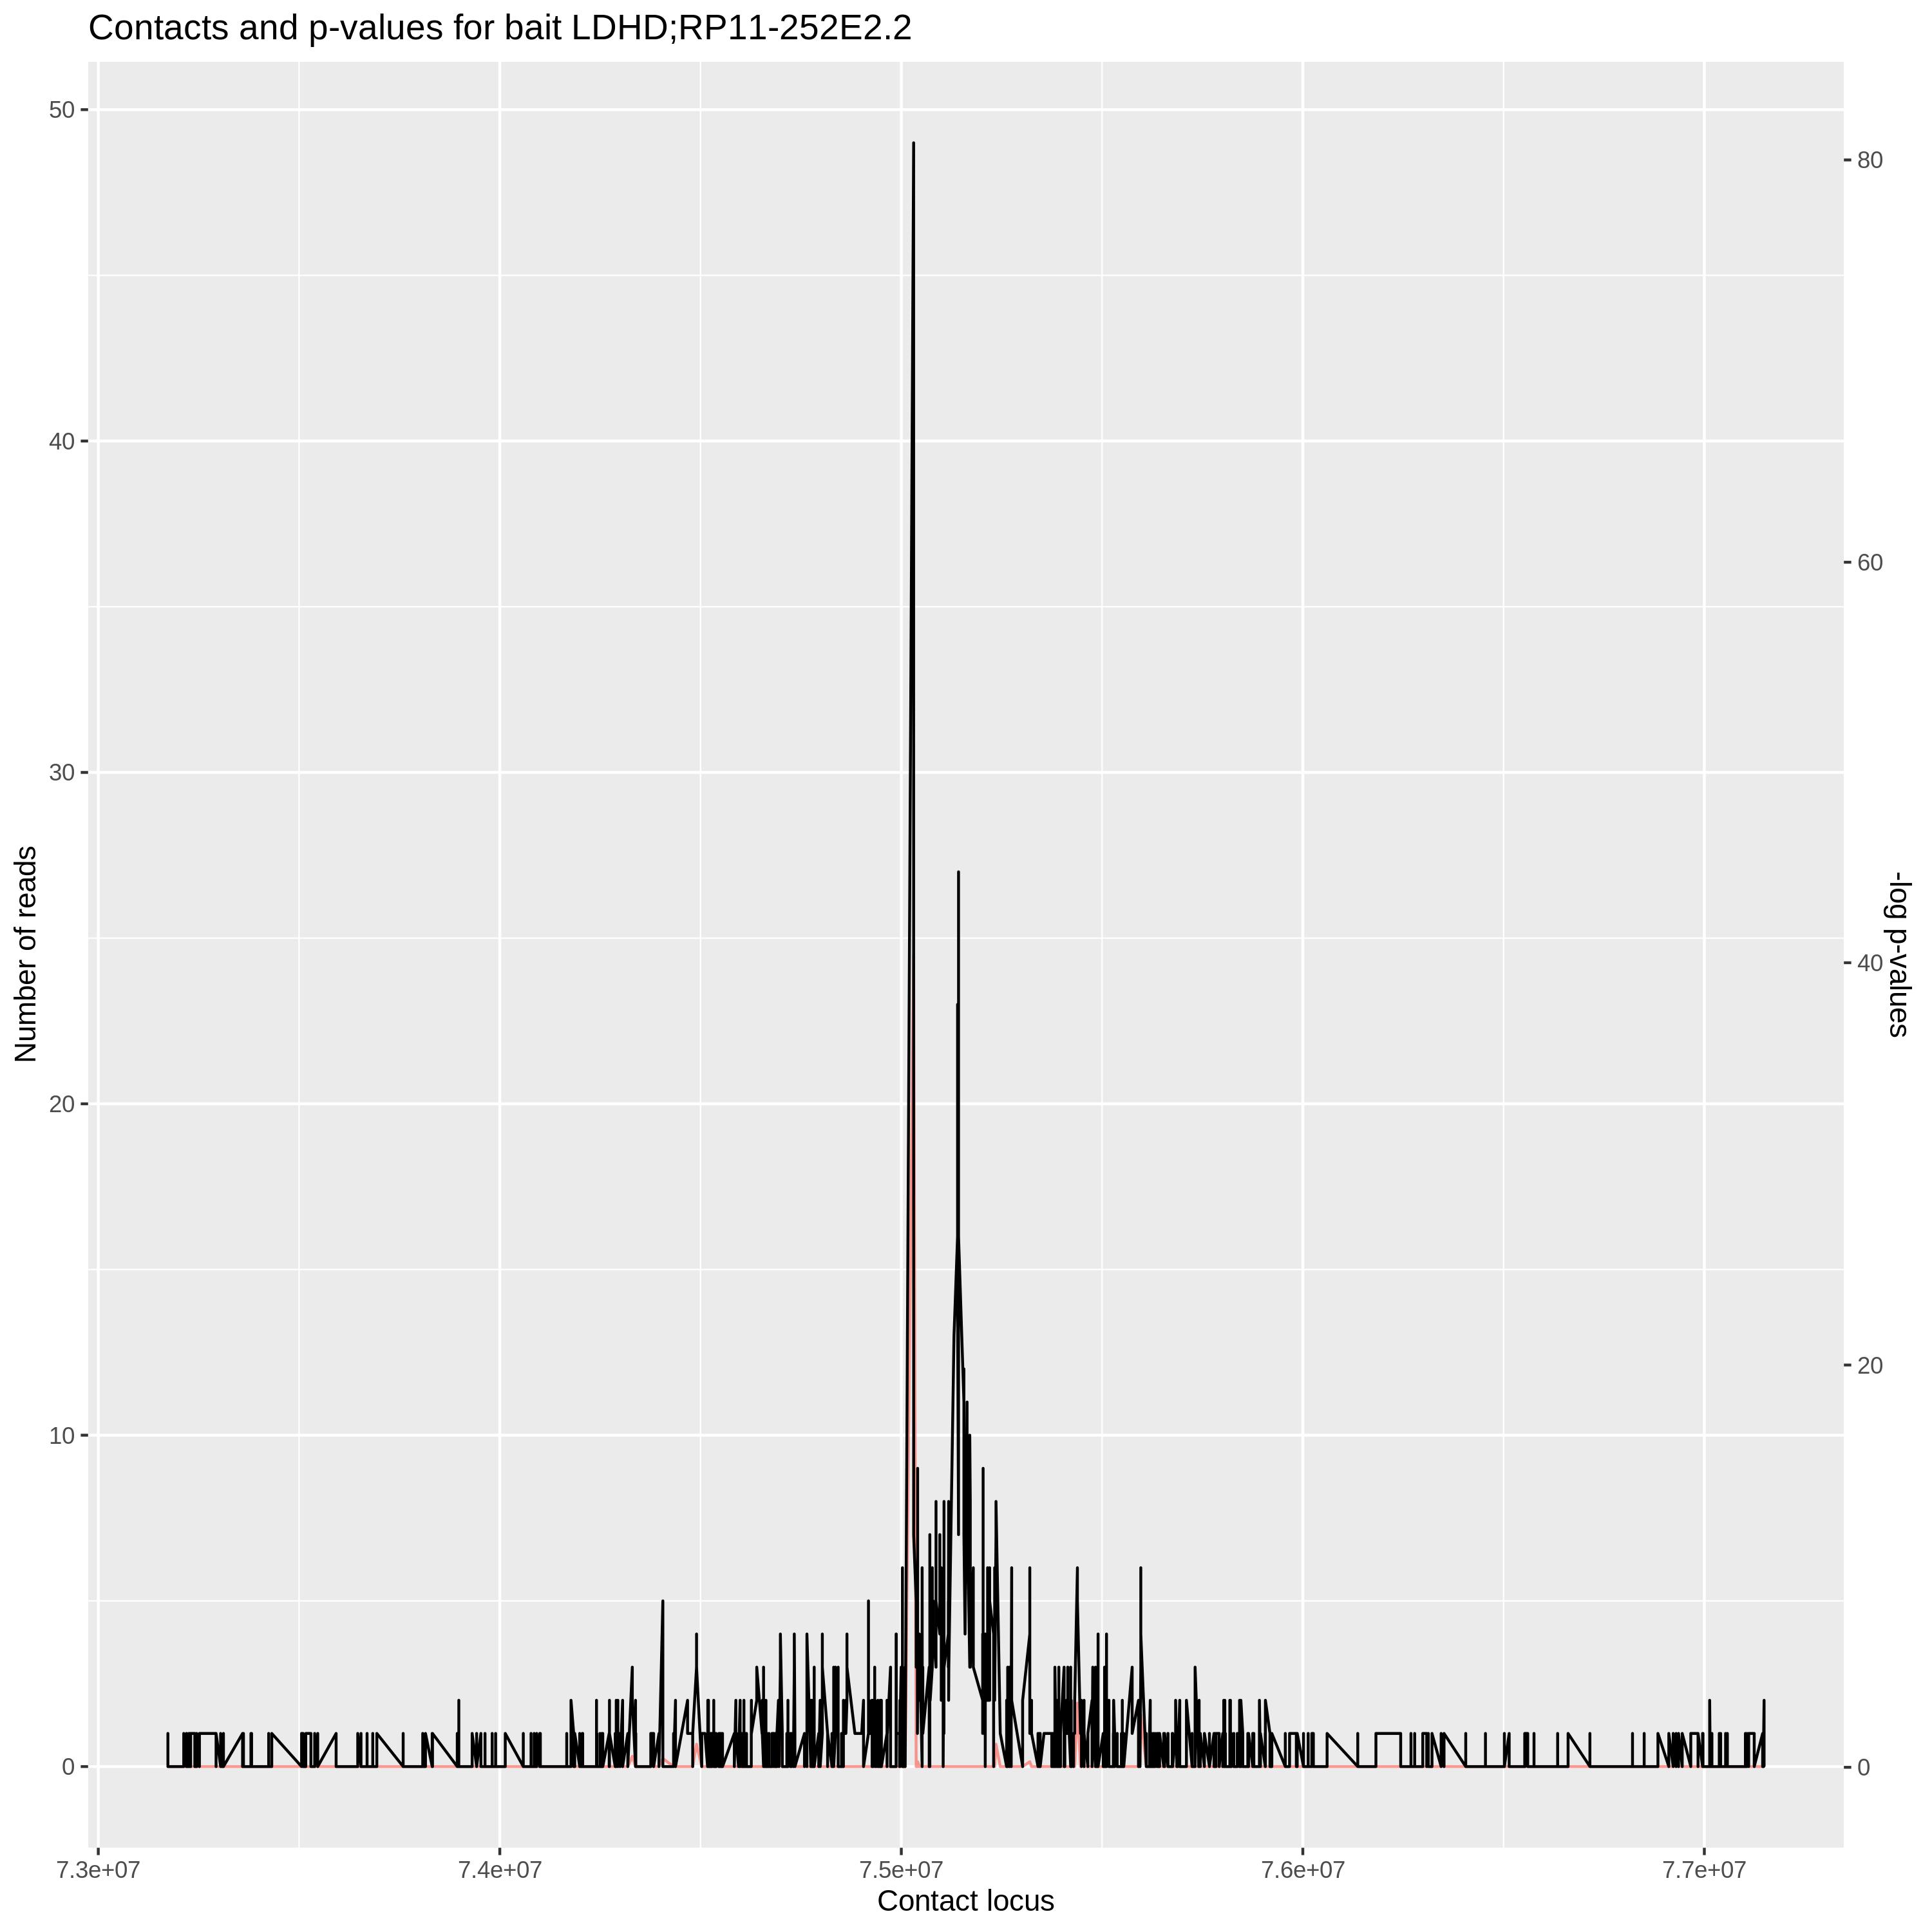 Contacts and p-values for bait LDHD;RP11-252E2.2
50
40
30
20
10
0
80
60
40
20
0
Number of reads
-log p-values
7.3e+07
7.4e+07
7.5e+07
7.6e+07
7.7e+07
Contact locus